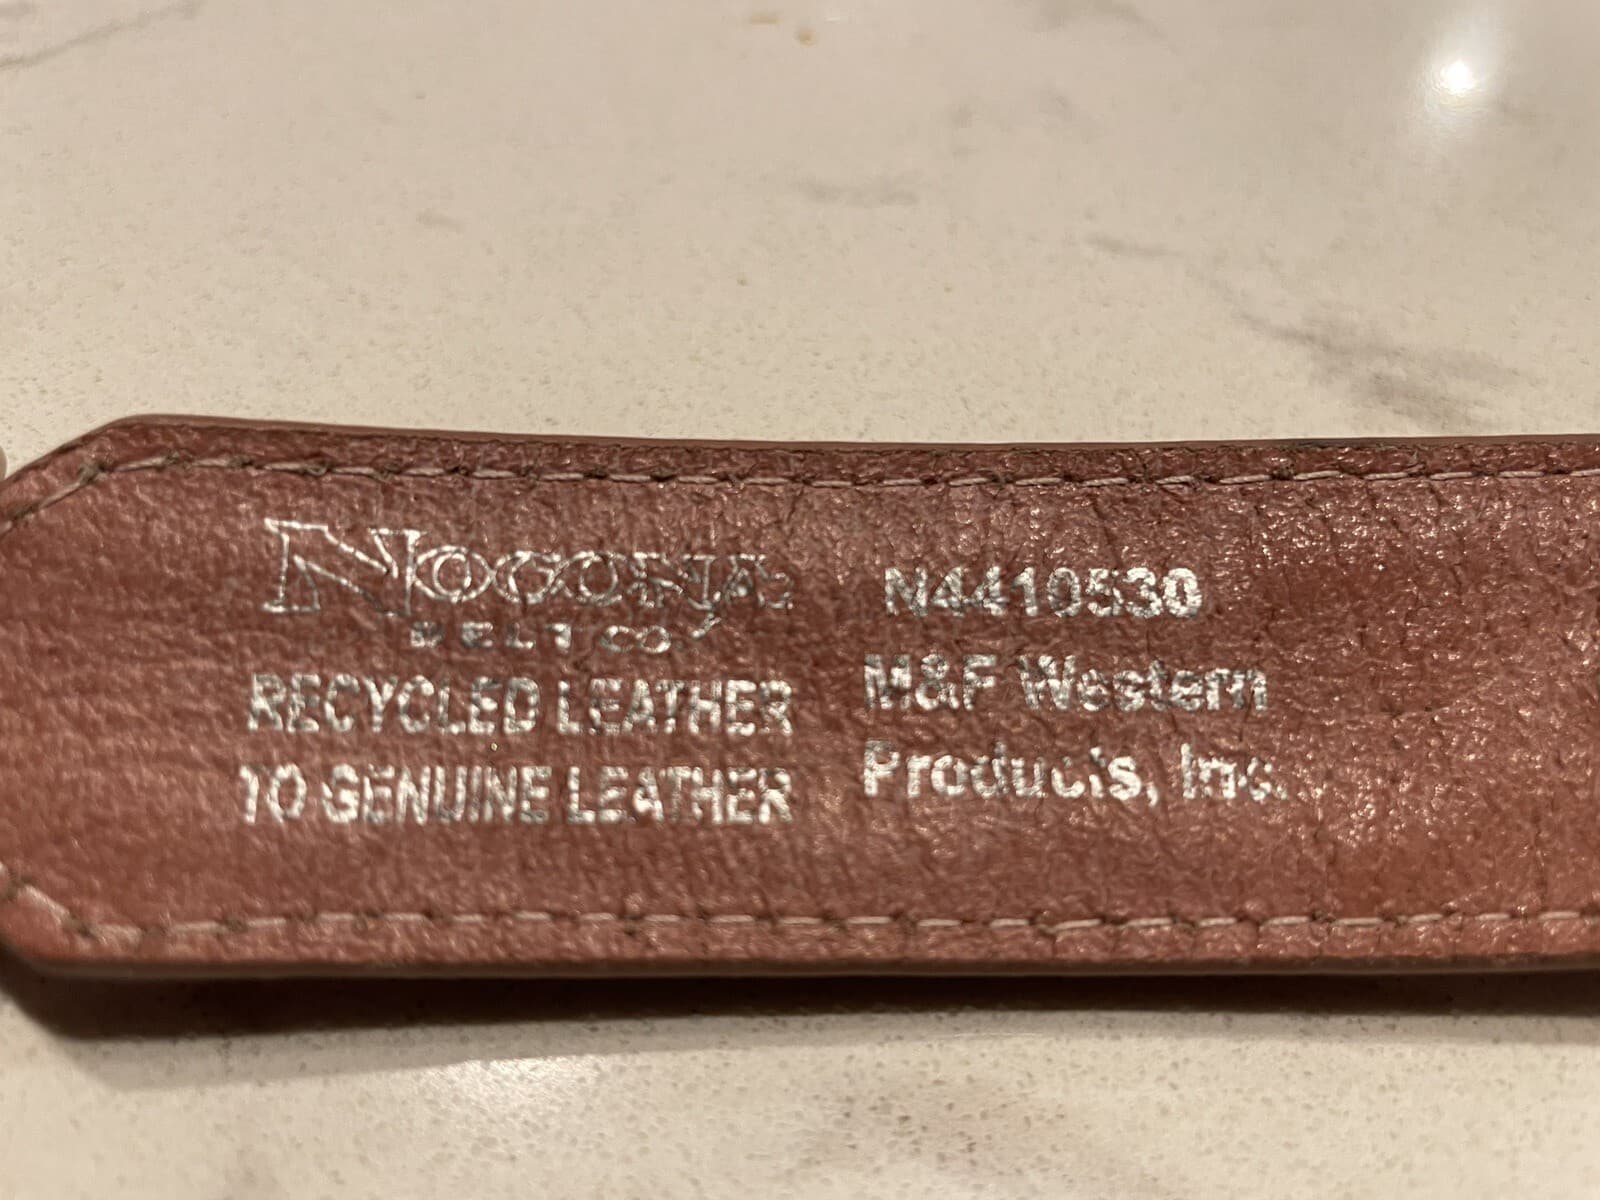 Nocona
BELT CO.
RECYCLED LEATHER
TO GENUINE LEATHER
N4410530
M&F Western
Products, Inc.